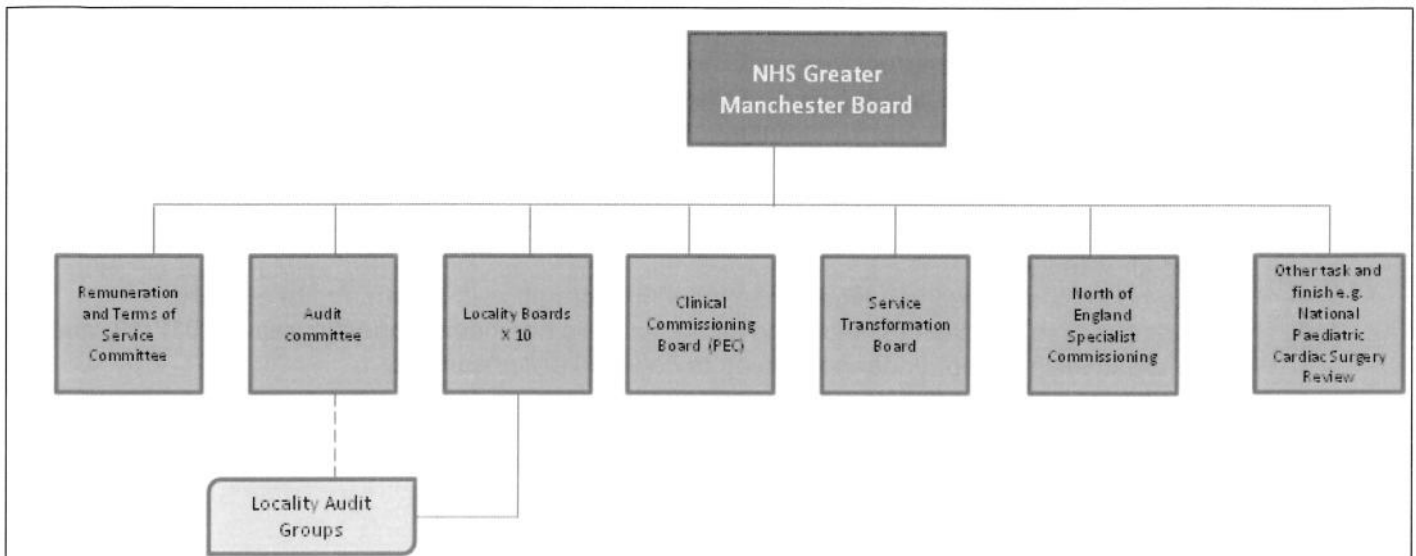 NHS Greater
Manchester Board
Remuneration
and Terms of
Service
Committee
Audit
committee
Locality Boards
X 10
Clinical
Commissioning
Board (PEC)
Service
Transformation
Board
North of
England
Specialist
Commissioning
Other task and
finish e.g.
National
Paediatric
Cardiac Surgery
Review
Locality Audit
Groups